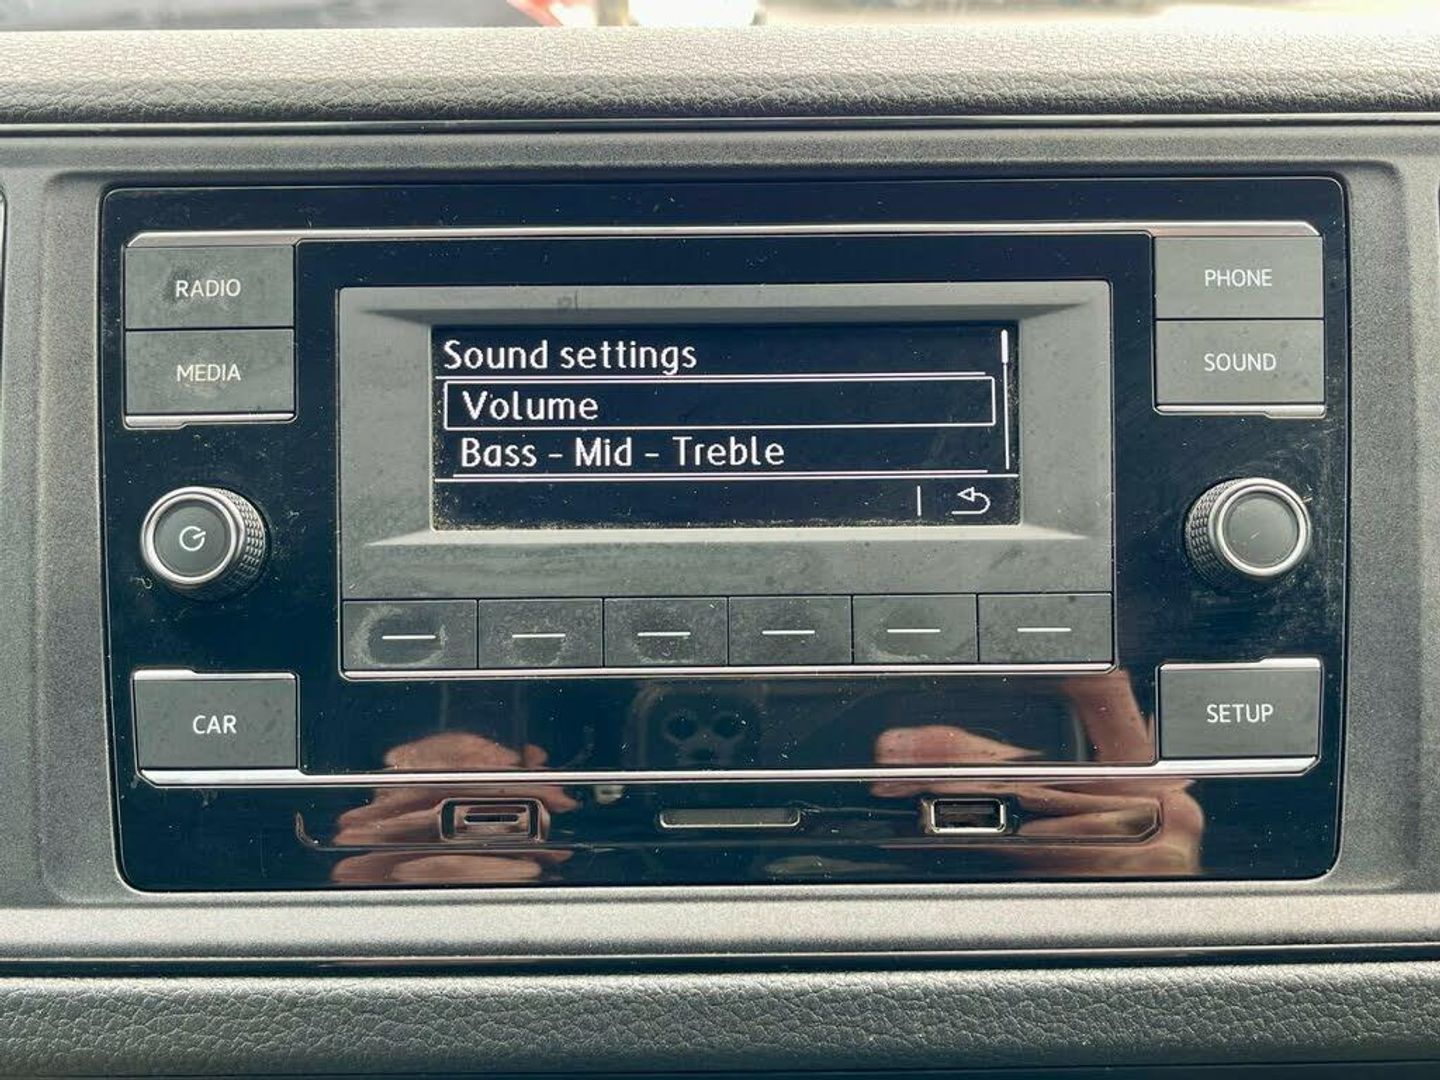 RADIO
PHONE
MEDIA
SOUND
Sound settings
Volume
Bass - Mid - Treble
CAR
SETUP